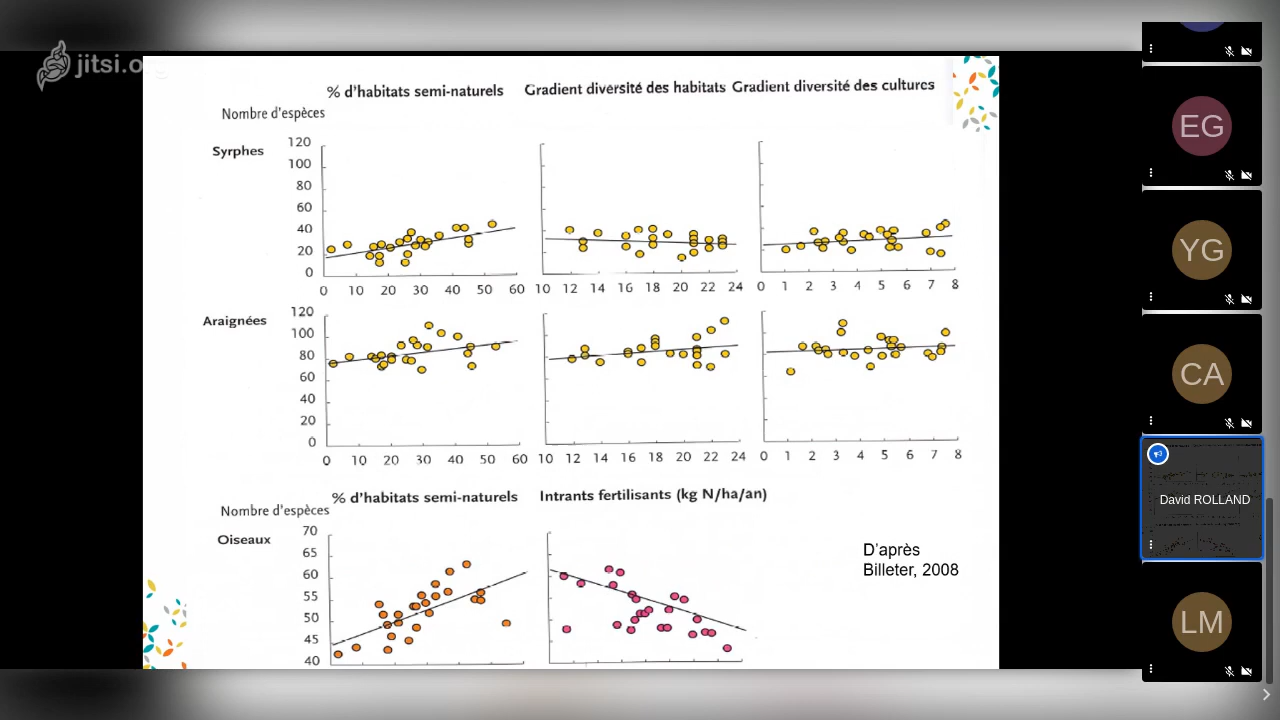 jitsi.org
% d'habitats semi-naturels Gradient diversité des habitats Gradient diversité des cultures
Nombre d'espèces
Syrphes
120
100
80
60
40
20
0
0 10 20 30 40 50 60 10 12 14 16 18 20 22 24 0 1 2 3 4 5 6 7 8
Araignées
120
100
80
60
40
20
0
0 10 20 30 40 50 60 10 12 14 16 18 20 22 24 0 1 2 3 4 5 6 7 8
% d'habitats semi-naturels Intrants fertilisants (kg N/ha/an)
Nombre d'espèces
Oiseaux
70
65
60
55
50
45
40
D'après
Billeter, 2008
EG
YG
CA
David ROLLAND
LM